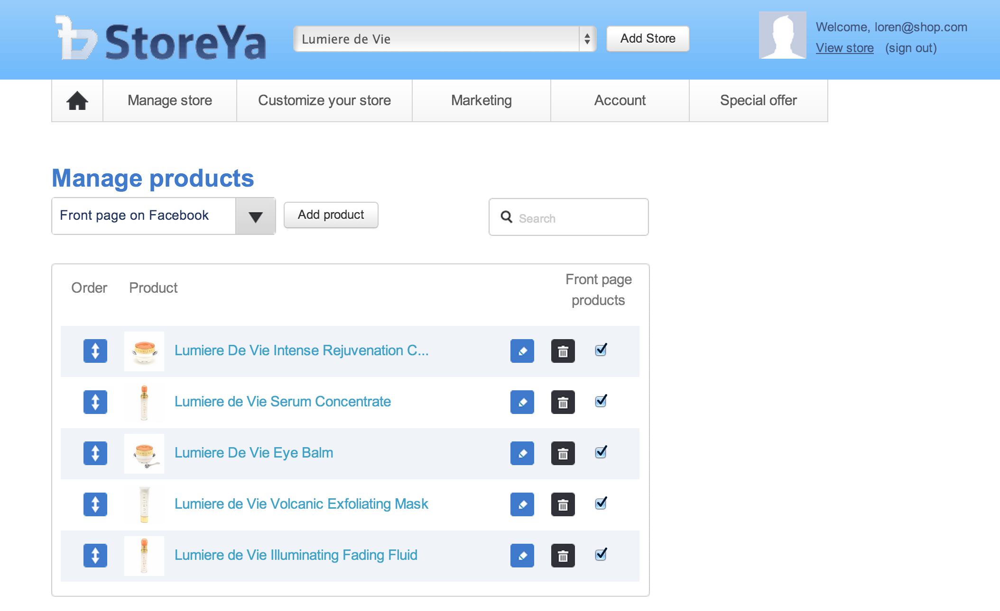 StoreYa
Lumiere de Vie
Add Store
Welcome, loren@shop.com
View store (sign out)
Manage store
Customize your store
Marketing
Account
Special offer
Manage products
Front page on Facebook
Add product
Search
Order
Product
Front page
products
Lumiere De Vie Intense Rejuvenation C...
Lumiere de Vie Serum Concentrate
Lumiere De Vie Eye Balm
Lumiere de Vie Volcanic Exfoliating Mask
Lumiere de Vie Illuminating Fading Fluid